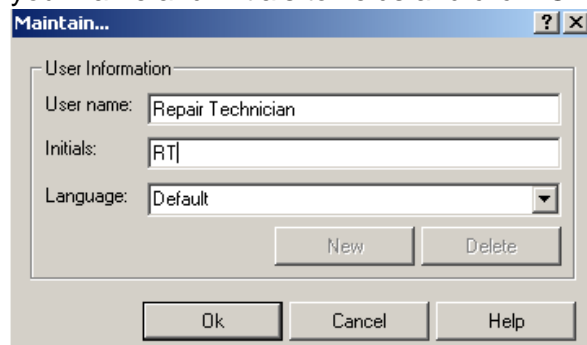 Maintain...
User Information
User name: Repair Technician
Initials: RT
Language: Default
New Delete
Ok Cancel Help